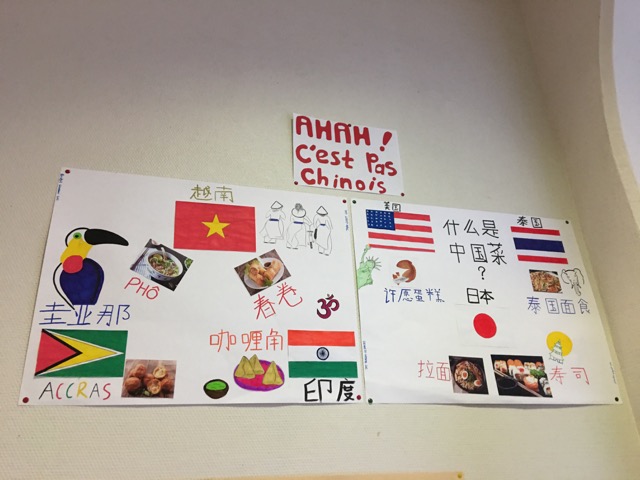 AHAH!
C'est Pas
Chinois
越南
PHÔ
春卷
圭亚那
ACCRAS
咖喱角
ॐ
印度
美国
什么是
中国菜
?
泰国
许愿蛋糕
泰国面食
日本
拉面
寿司